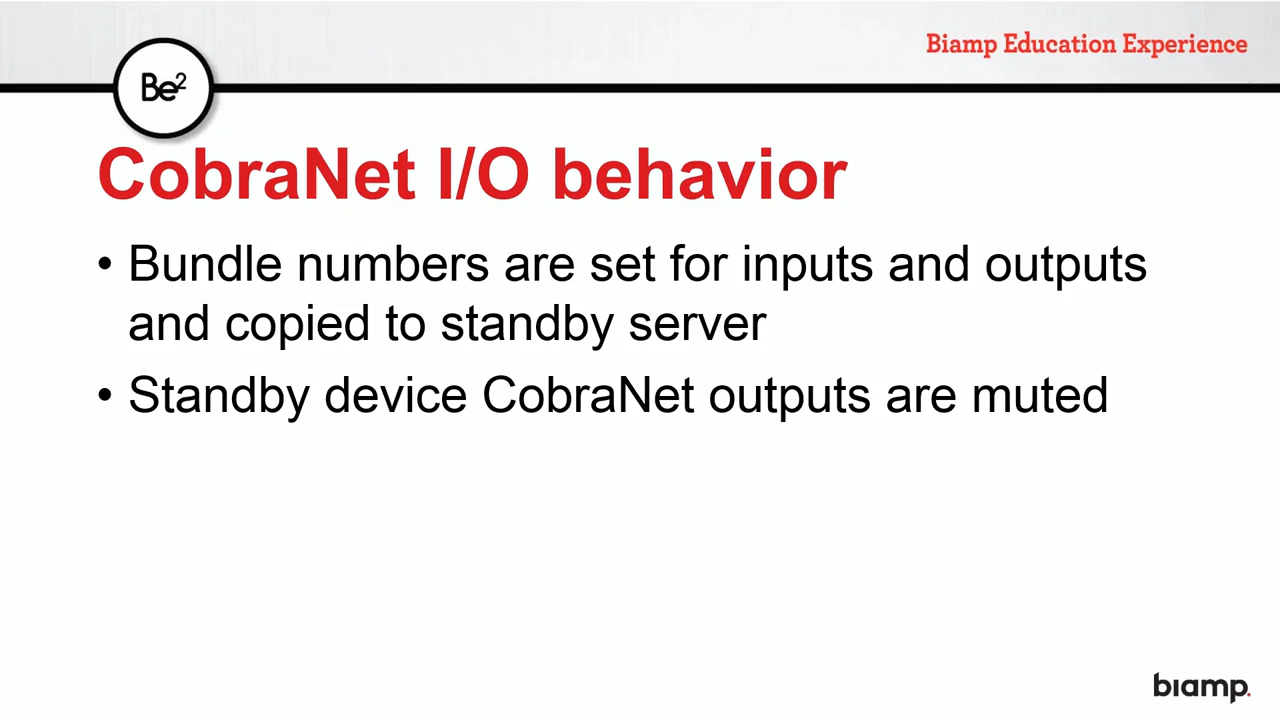 Biamp Education Experience
Be²
CobraNet I/O behavior
• Bundle numbers are set for inputs and outputs
and copied to standby server
• Standby device CobraNet outputs are muted
biamp.